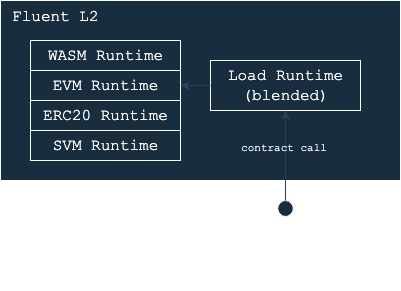 Fluent L2
WASM Runtime
EVM Runtime
ERC20 Runtime
SVM Runtime
Load Runtime
(blended)
contract call